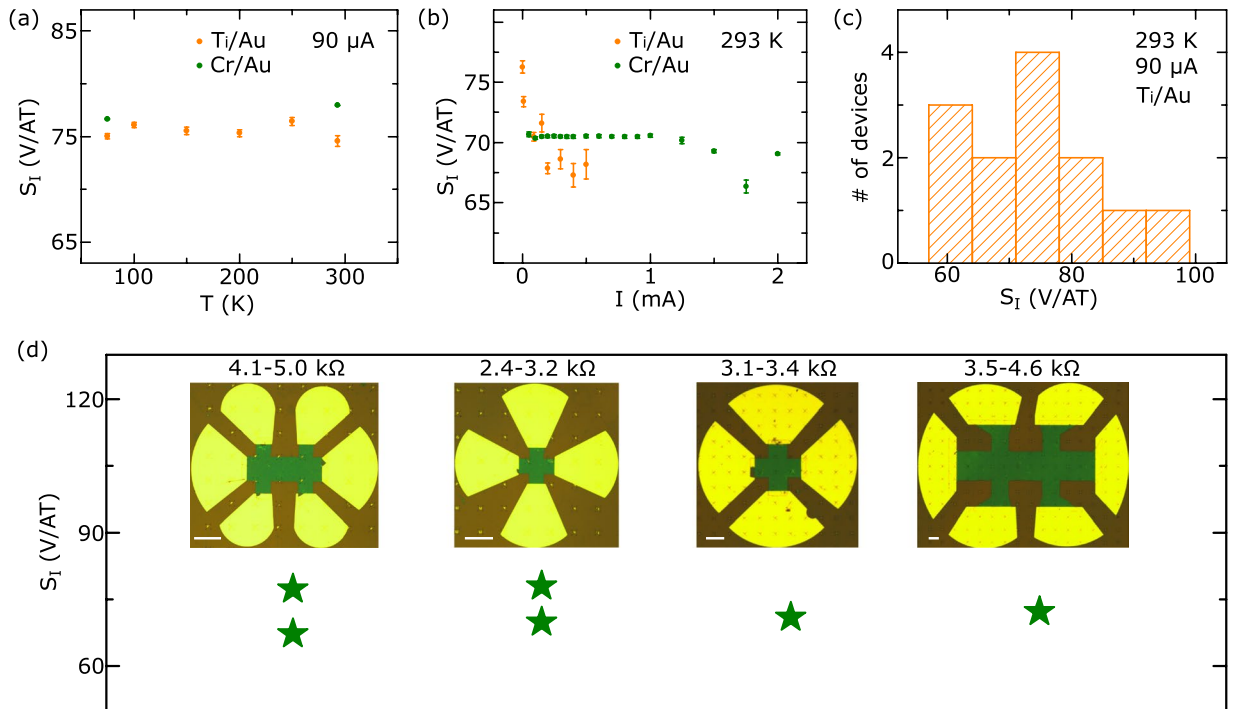 (a)
85
75
65
S_I (V/AT)
Ti/Au
Cr/Au
90 µA
100
200
300
T (K)
(b)
75
70
65
S_I (V/AT)
Ti/Au
Cr/Au
293 K
0
1
2
I (mA)
(c)
4
2
0
# of devices
293 K
90 µA
Ti/Au
60
80
100
S_I (V/AT)
(d)
120
90
60
S_I (V/AT)
4.1-5.0 kΩ
2.4-3.2 kΩ
3.1-3.4 kΩ
3.5-4.6 kΩ